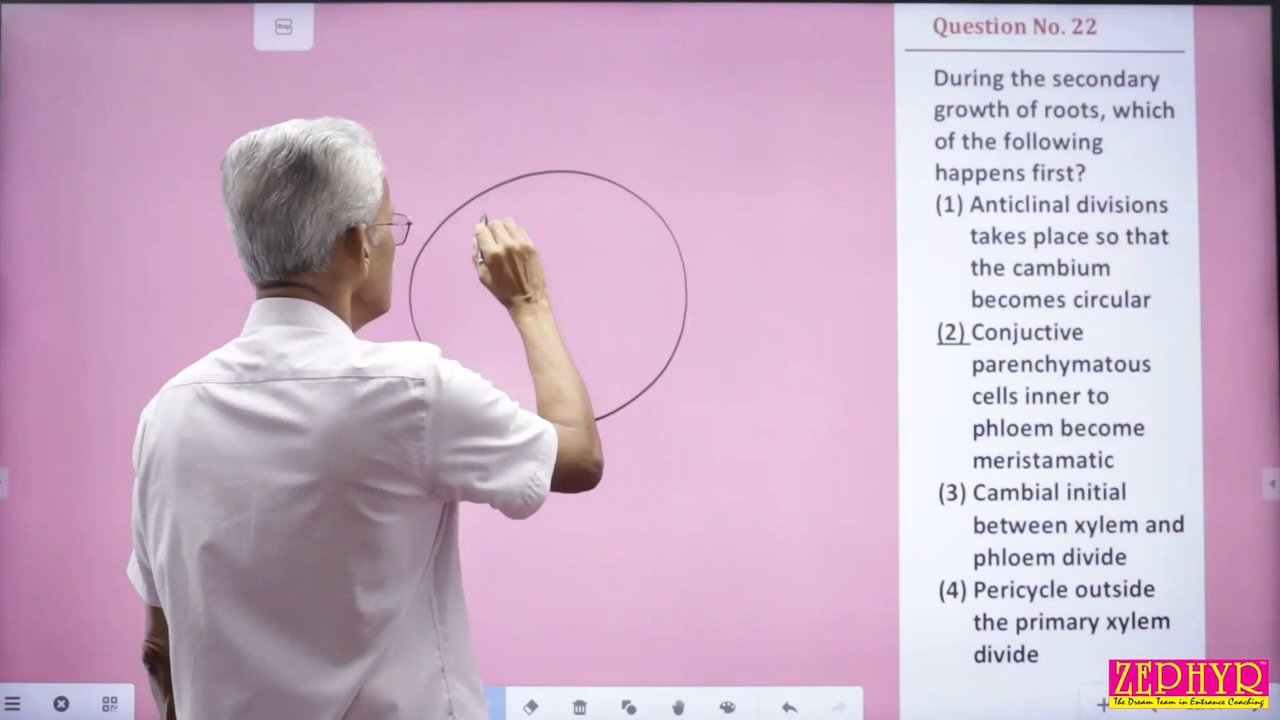 Question No. 22
During the secondary
growth of roots, which
of the following
happens first?
(1) Anticlinal divisions
takes place so that
the cambium
becomes circular
(2) Conjuctive
parenchymatous
cells inner to
phloem become
meristamatic
(3) Cambial initial
between xylem and
phloem divide
(4) Pericycle outside
the primary xylem
divide
ZEPHYR™
The Dream Team in Entrance Coaching